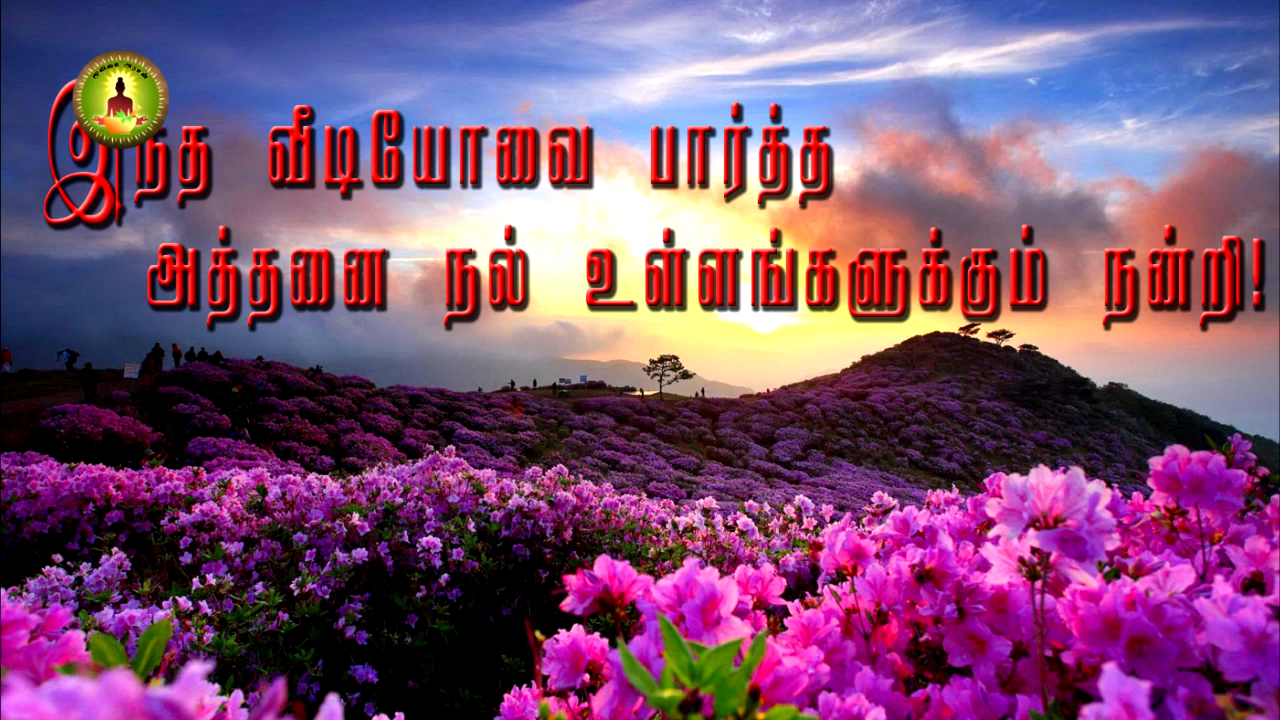 இந்த வீடியோவை பார்த்த
அத்தனை நல் உள்ளங்களுக்கும் நன்றி!